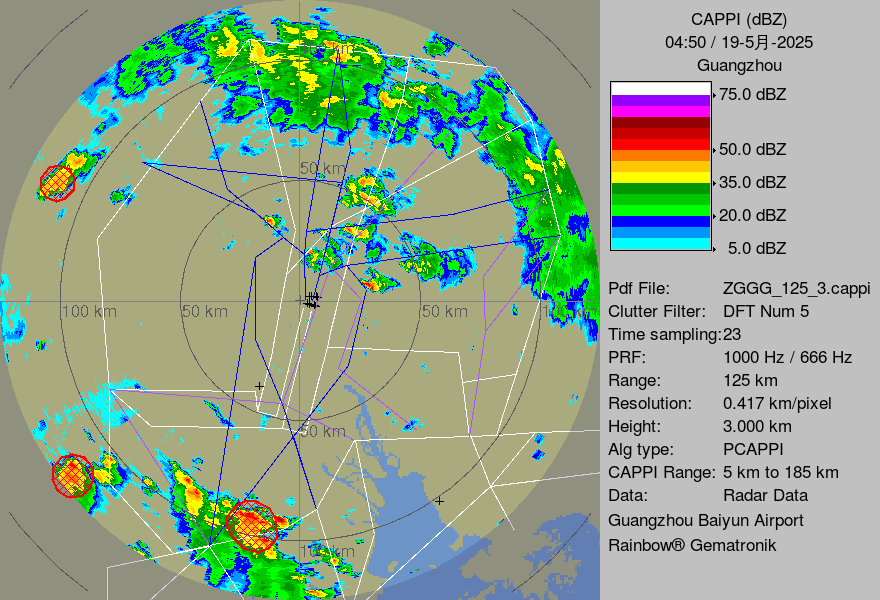 CAPPI (dBZ)
04:50 / 19-5月-2025
Guangzhou
75.0 dBZ
50.0 dBZ
35.0 dBZ
20.0 dBZ
5.0 dBZ
Pdf File: ZGGG_125_3.cappi
Clutter Filter: DFT Num 5
Time sampling:23
PRF: 1000 Hz / 666 Hz
Range: 125 km
Resolution: 0.417 km/pixel
Height: 3.000 km
Alg type: PCAPPI
CAPPI Range: 5 km to 185 km
Data: Radar Data
Guangzhou Baiyun Airport
Rainbow® Gematronik
100 km
50 km
100 km
50 km
50 km
100 km
50 km
100 km